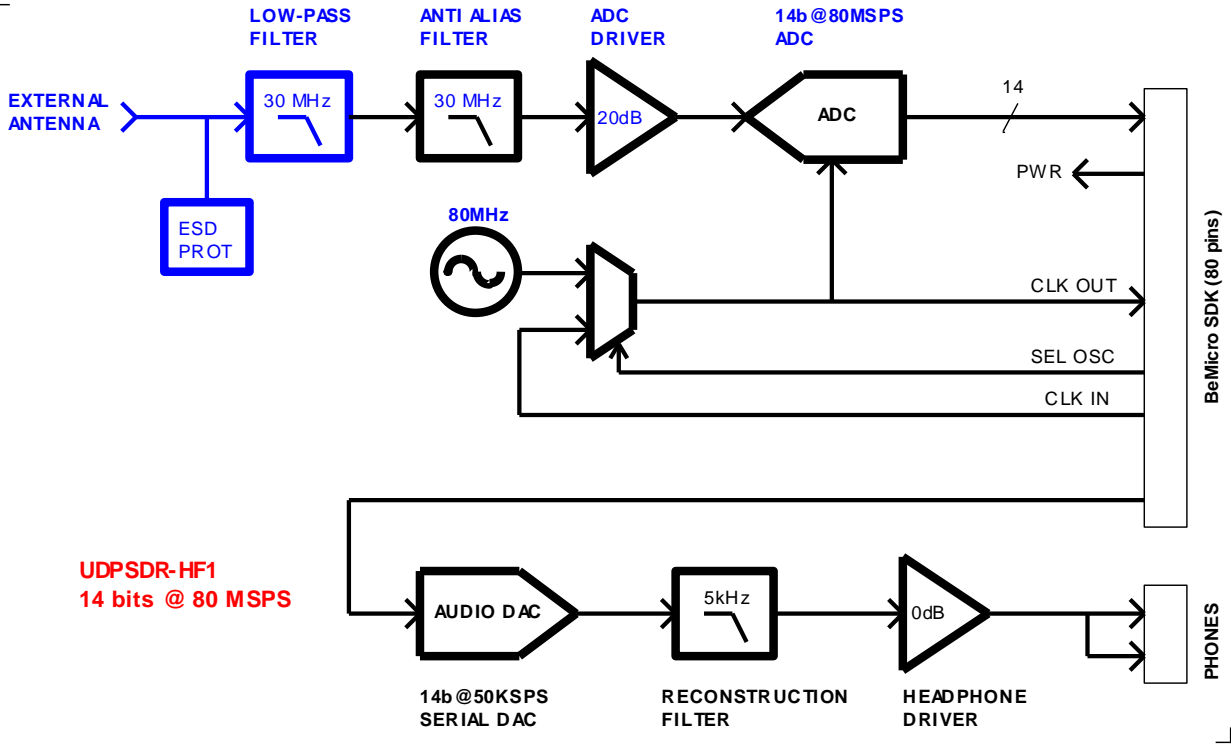 LOW-PASS
FILTER
ANTI ALIAS
FILTER
ADC
DRIVER
14b@80MSPS
ADC
EXTERNAL
ANTENNA
30 MHz
30 MHz
20dB
ADC
14
PWR
ESD
PROT
80MHz
CLK OUT
SEL OSC
CLK IN
BeMicro SDK (80 pins)
UDPSDR-HF1
14 bits @ 80 MSPS
AUDIO DAC
5kHz
0dB
PHONES
14b@50KSPS
SERIAL DAC
RECONSTRUCTION
FILTER
HEADPHONE
DRIVER